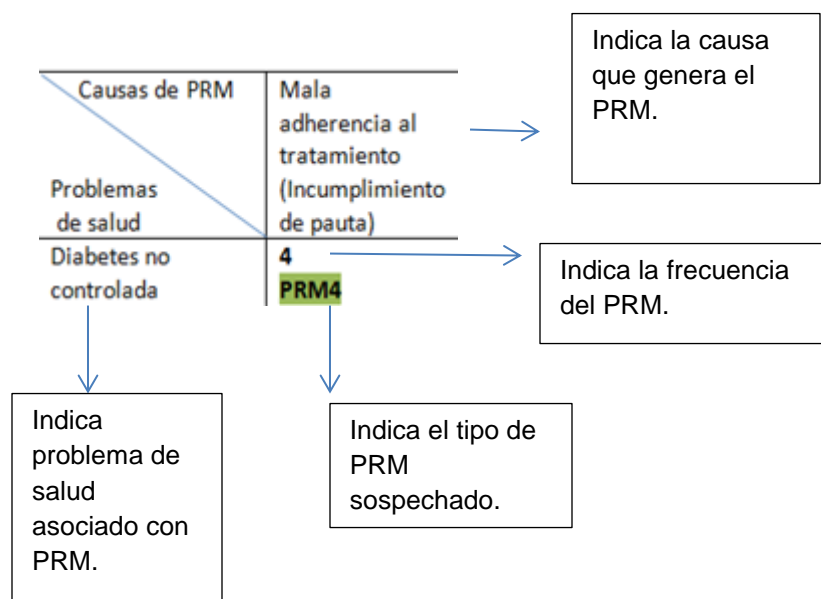 Indica la causa
que genera el
PRM.
Causas de PRM
Mala
adherencia al
tratamiento
(Incumplimiento
de pauta)
Problemas
de salud
Diabetes no
controlada
4
PRM4
Indica la frecuencia
del PRM.
Indica
problema de
salud
asociado con
PRM.
Indica el tipo de
PRM
sospechado.